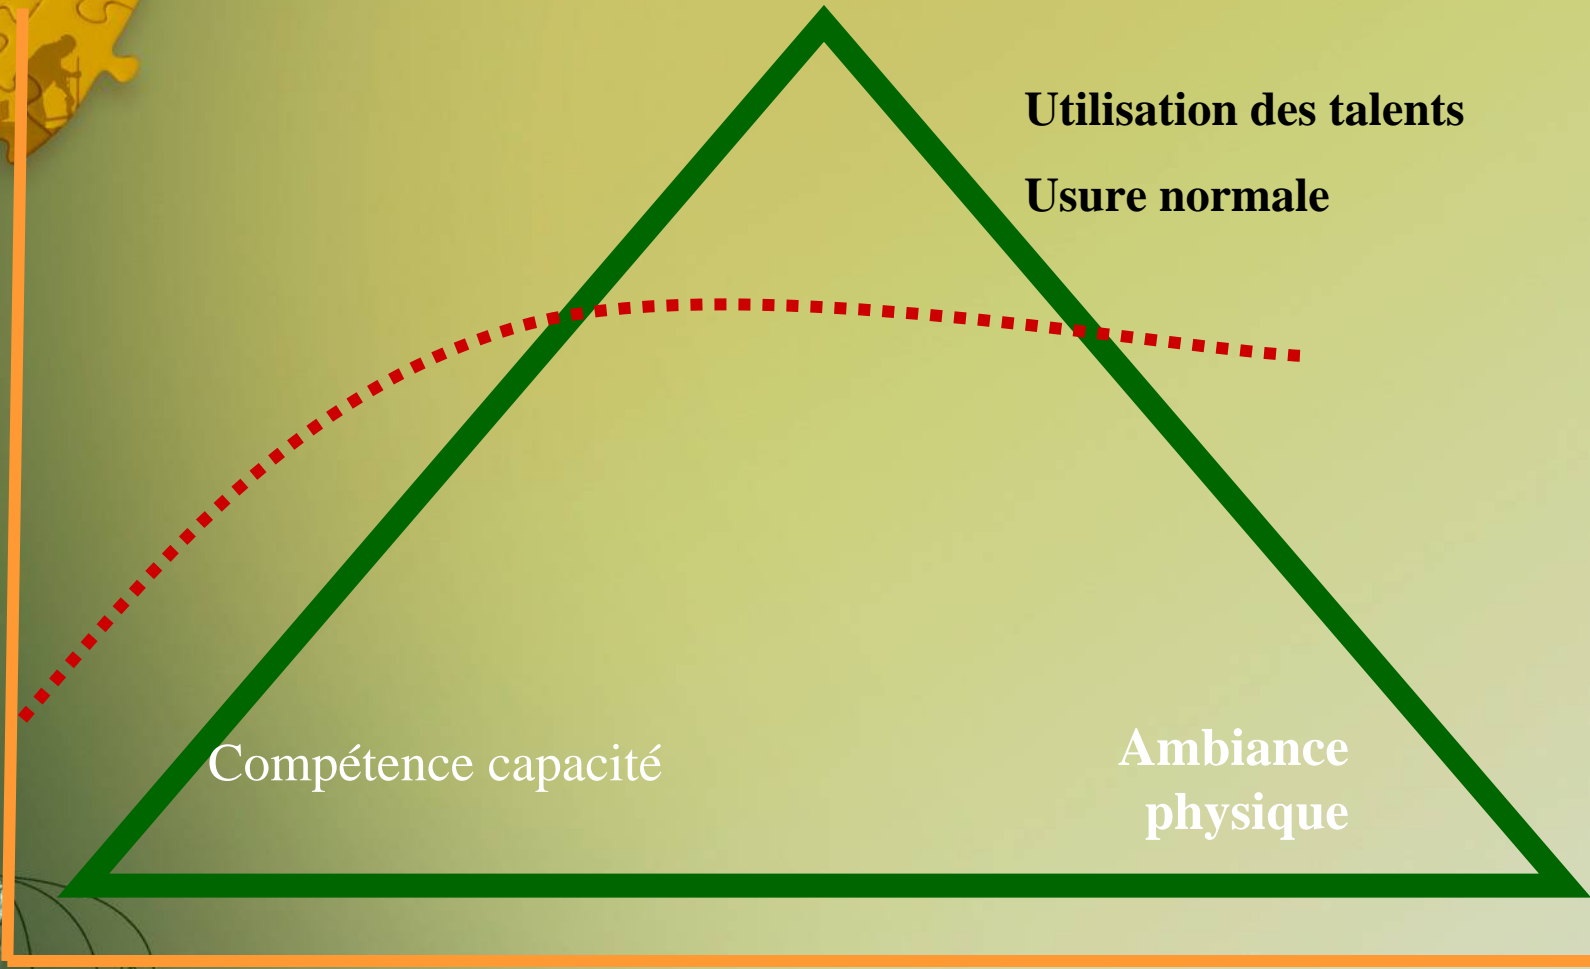 Utilisation des talents
Usure normale
Compétence capacité
Ambiance
physique